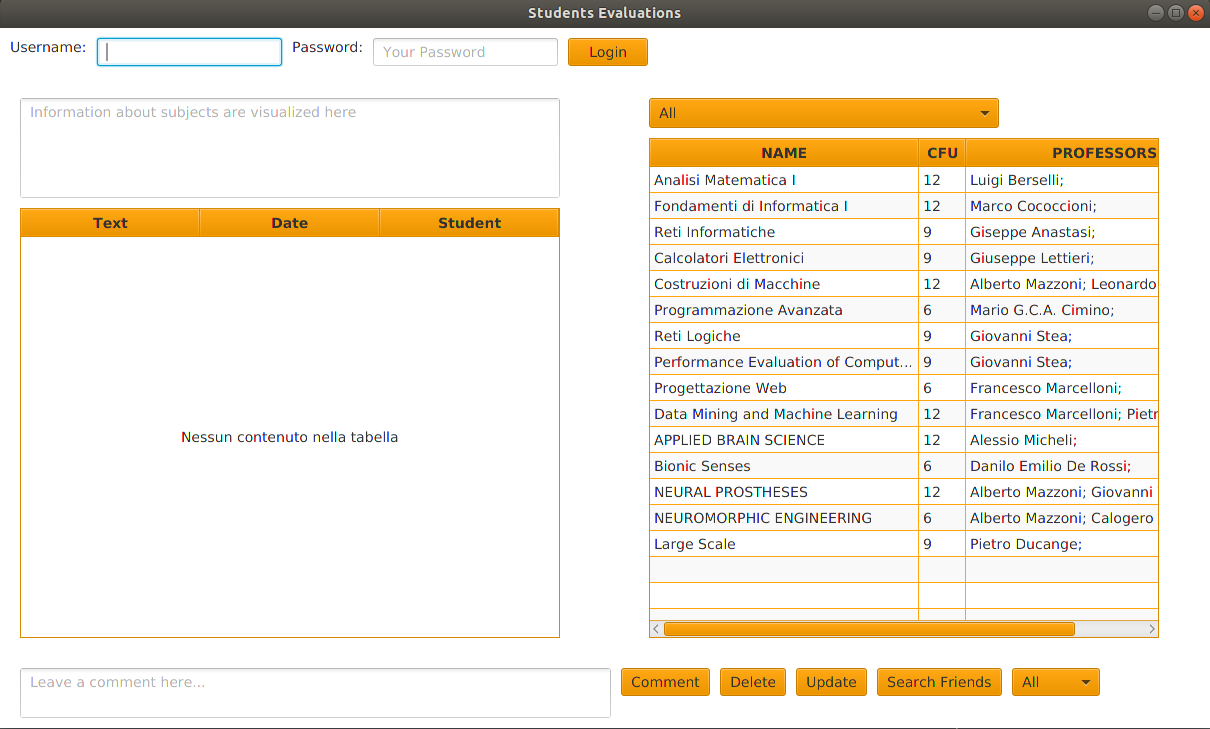 Students Evaluations
Username: Password: Your Password Login
Information about subjects are visualized here
All
Text Date Student
Nessun contenuto nella tabella
NAME CFU PROFESSORS
Analisi Matematica I 12 Luigi Berselli;
Fondamenti di Informatica I 12 Marco Cococcioni;
Reti Informatiche 9 Giseppe Anastasi;
Calcolatori Elettronici 9 Giuseppe Lettieri;
Costruzioni di Macchine 12 Alberto Mazzoni; Leonardo
Programmazione Avanzata 6 Mario G.C.A. Cimino;
Reti Logiche 9 Giovanni Stea;
Performance Evaluation of Comput... 9 Giovanni Stea;
Progettazione Web 6 Francesco Marcelloni;
Data Mining and Machine Learning 12 Francesco Marcelloni; Pietr
APPLIED BRAIN SCIENCE 12 Alessio Micheli;
Bionic Senses 6 Danilo Emilio De Rossi;
NEURAL PROSTHESES 12 Alberto Mazzoni; Giovanni
NEUROMORPHIC ENGINEERING 6 Alberto Mazzoni; Calogero
Large Scale 9 Pietro Ducange;
Leave a comment here... Comment Delete Update Search Friends All